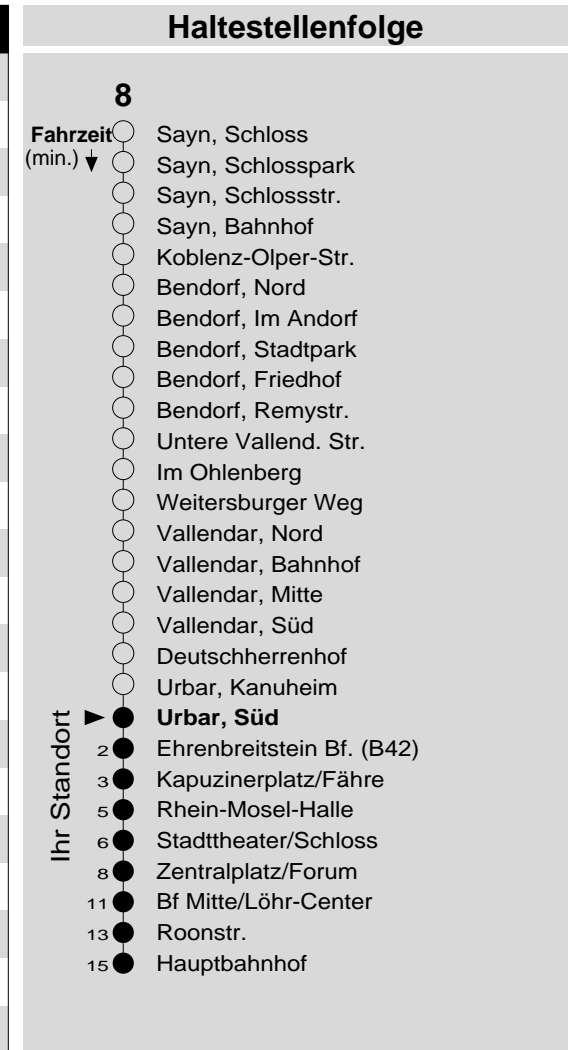 Haltestellenfolge
8
Fahrzeit
(min.)
Sayn, Schloss
Sayn, Schlosspark
Sayn, Schlossstr.
Sayn, Bahnhof
Koblenz-Olper-Str.
Bendorf, Nord
Bendorf, Im Andorf
Bendorf, Stadtpark
Bendorf, Friedhof
Bendorf, Remystr.
Untere Vallend. Str.
Im Ohlenberg
Weitersburger Weg
Vallendar, Nord
Vallendar, Bahnhof
Vallendar, Mitte
Vallendar, Süd
Deutschherrenhof
Urbar, Kanuheim
Ihr Standort
Urbar, Süd
2 Ehrenbreitstein Bf. (B42)
3 Kapuzinerplatz/Fähre
5 Rhein-Mosel-Halle
6 Stadttheater/Schloss
8 Zentralplatz/Forum
11 Bf Mitte/Löhr-Center
13 Roonstr.
15 Hauptbahnhof